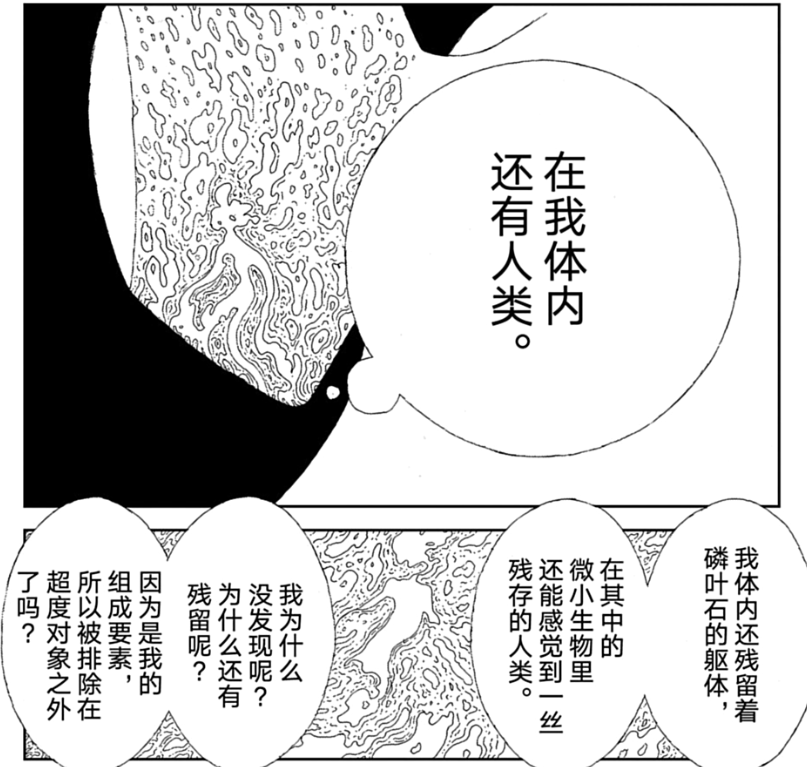 在我体内
还有人类。
我体内还残留着
磷叶石的躯体，
在其中的
微小生物里
还能感觉到一丝
残存的人类。
我为什么
没发现呢？
为什么还有
残留呢？
因为是我的
组成要素，
所以被排除在
超度对象之外
了吗？